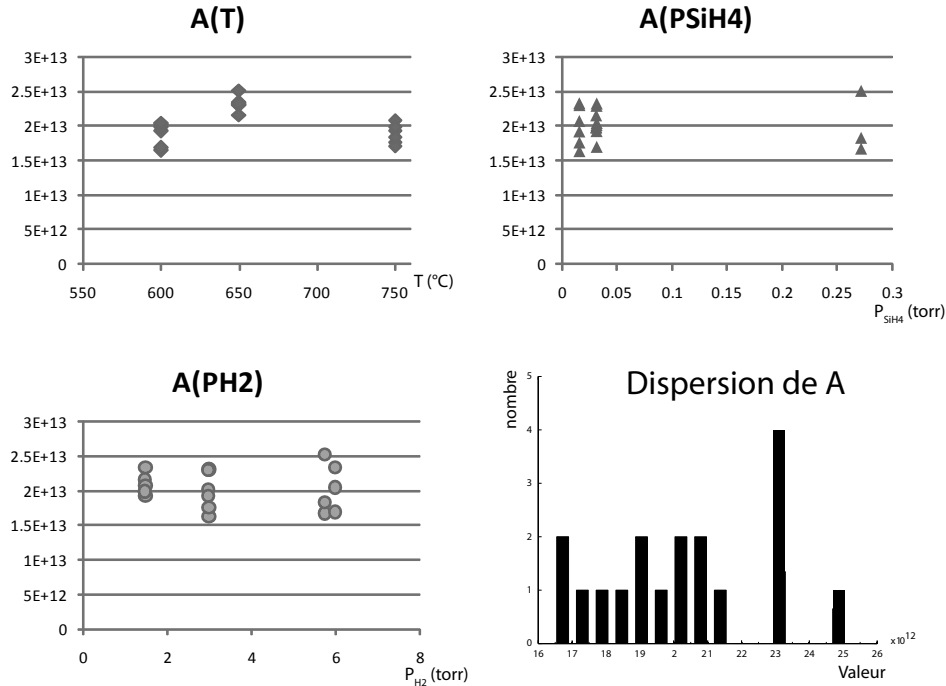 A(T)
3E+13
2.5E+13
2E+13
1.5E+13
1E+13
5E+12
0
550 600 650 700 750
T (°C)
A(PSiH4)
3E+13
2.5E+13
2E+13
1.5E+13
1E+13
5E+12
0
0 0.05 0.1 0.15 0.2 0.25 0.3
P_SiH4 (torr)
A(PH2)
3E+13
2.5E+13
2E+13
1.5E+13
1E+13
5E+12
0
0 2 4 6 8
P_H2 (torr)
Dispersion de A
nombre
5
4
3
2
1
0
16 17 18 19 2 21 22 23 24 25 26
x10^12
Valeur